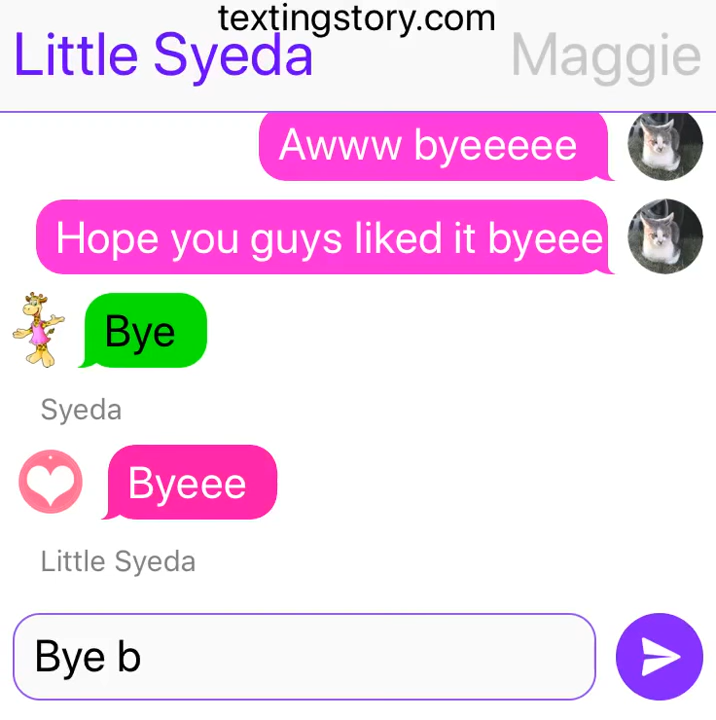 textingstory.com
Little Syeda Maggie
Awww byeeeee
Hope you guys liked it byeee
Bye
Syeda
Byeee
Little Syeda
Bye b